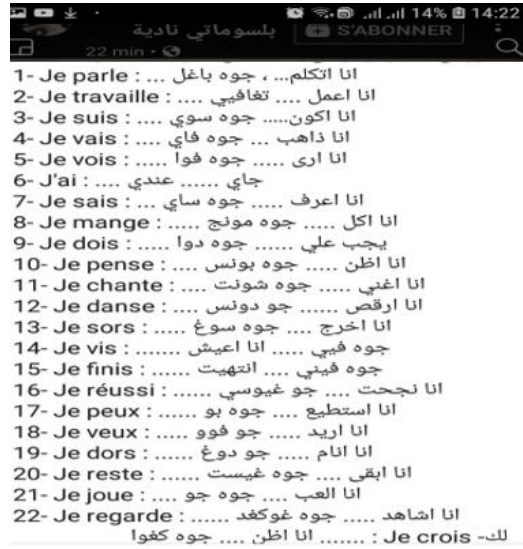 14% 14:22
بلسوماتي نادية S'ABONNER
22 min
1- Je parle : ... انا اتكلم... ، جوه باغل
2- Je travaille : .... انا اعمل .... تغافيي
3- Je suis : .... انا اكون..... جوه سوي
4- Je vais : .... انا ذاهب ... جوه فاي
5- Je vois : ..... انا ارى ..... جوه فوا
6- J'ai : .... جاي ...... عندي
7- Je sais : ... انا اعرف ..... جوه ساي
8- Je mange : ..... انا اكل ..... جوه مونج
9- Je dois : ..... يجب علي ...... جوه دوا
10- Je pense : .... انا اظن ..... جوه بونس
11- Je chante : .... انا اغني ..... جوه شونت
12- Je danse : .... انا ارقص ...... جو دونس
13- Je sors : ..... انا اخرج .... جوه سوغ
14- Je vis : ....... جوه فيي ..... انا اعيش
15- Je finis : ..... جوه فيني .... انتهيت
16- Je réussi : ...... انا نجحت .... جو غيوسي
17- Je peux : ...... انا استطيع .... جوه بو
18- Je veux : ..... انا اريد ..... جو فوو
19- Je dors : ..... انا انام ..... جو دوغ
20- Je reste : ...... انا ابقى .... جوه غيست
21- Je joue : .... انا العب .... جوه جو
22- Je regarde : ...... انا اشاهد ..... جوه غوكغد
لك- Je crois : ....... انا اظن .... جوه كغوا